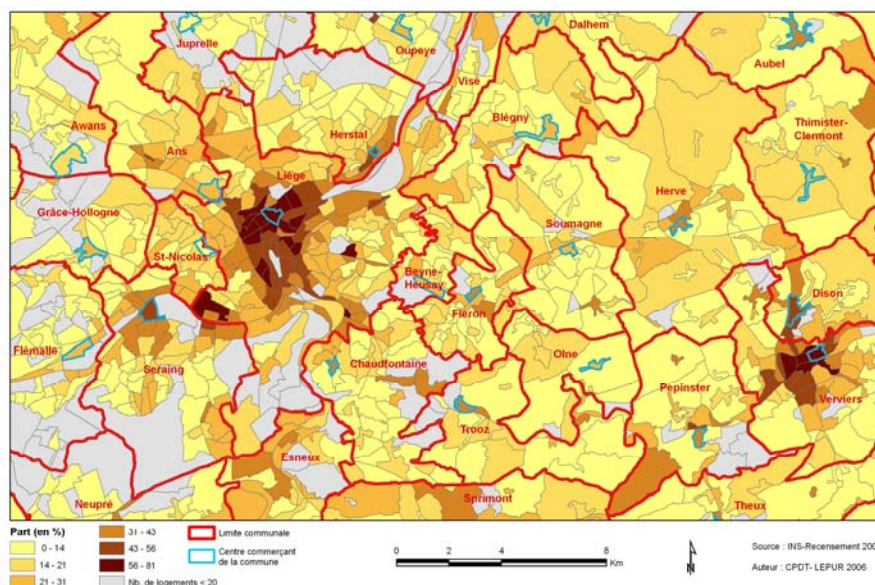 Dalhem
Juprelle
Oupeye
Aubel
Visé
Blégny
Thimister-
Clermont
Awans
Herstal
Ans
Liège
Herve
Grâce-Hollogne
Soumagne
St-Nicolas
Beyne-
Heusay
Dison
Fléron
Flémalle
Olne
Chaudfontaine
Seraing
Pepinster
Verviers
Trooz
Esneux
Neupré
Sprimont
Theux
Part (en %)
0 - 14
14 - 21
21 - 31
31 - 43
43 - 56
56 - 81
Nb. de logements < 20
Limite communale
Centre commerçant
de la commune
0 2 4 8
Km
N
Source : INS-Recensement 200
Auteur : CPDT- LEPUR 2006